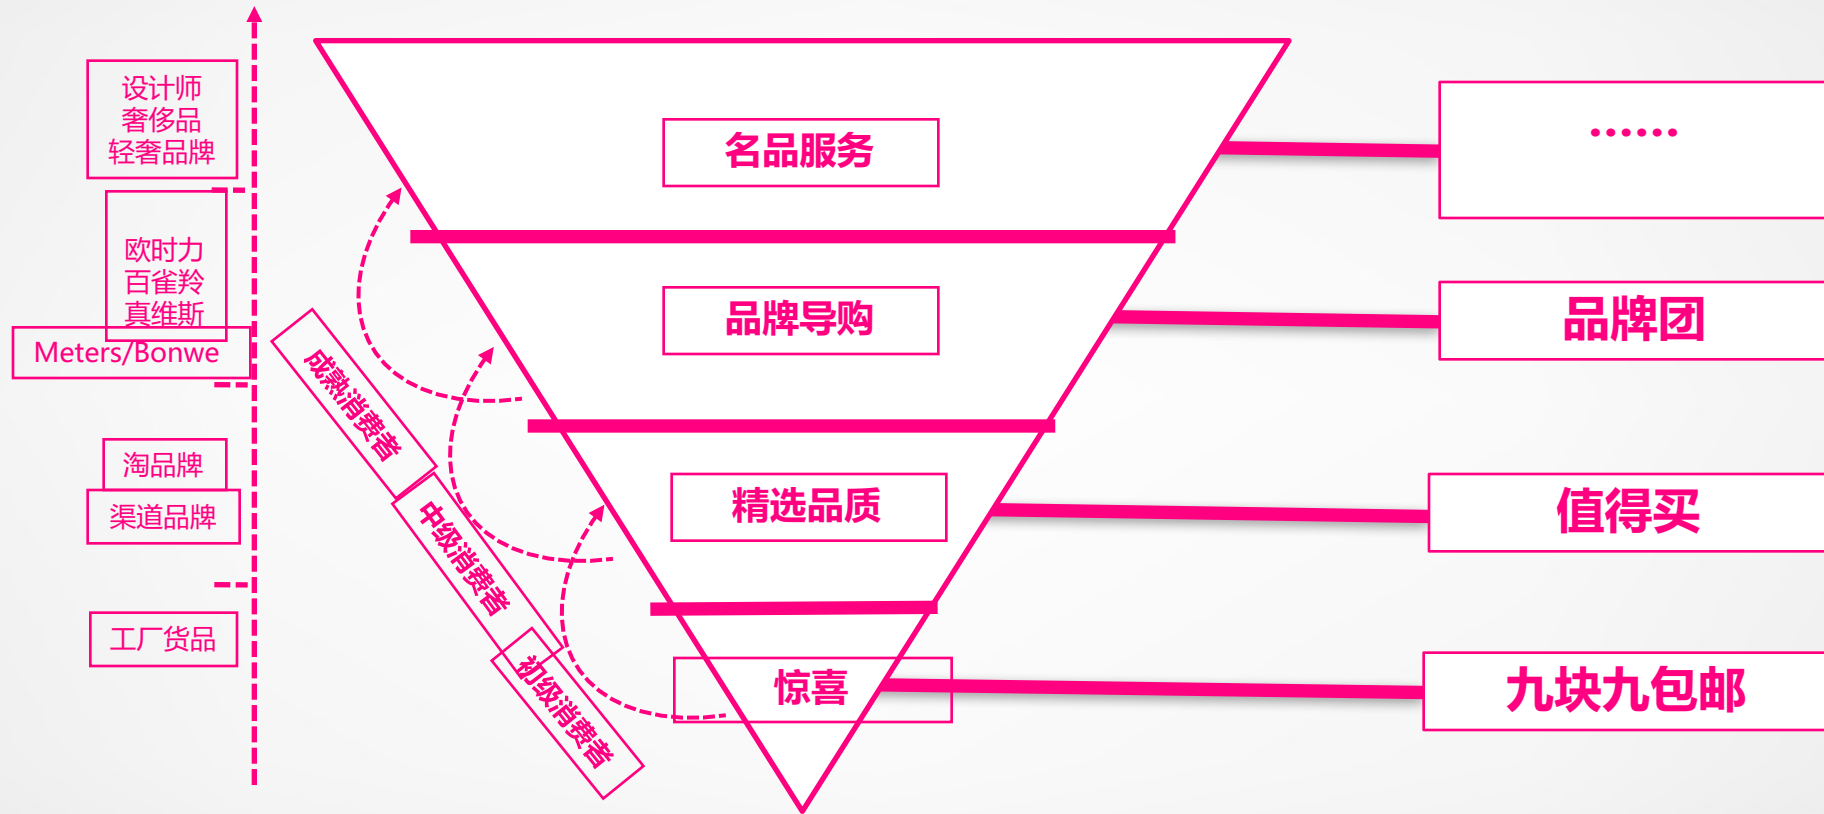 设计师
奢侈品
轻奢品牌
欧时力
百雀羚
真维斯
Meters/Bonwe
淘品牌
渠道品牌
工厂货品
成熟消费者
中级消费者
初级消费者
名品服务
品牌导购
精选品质
惊喜
······
品牌团
值得买
九块九包邮